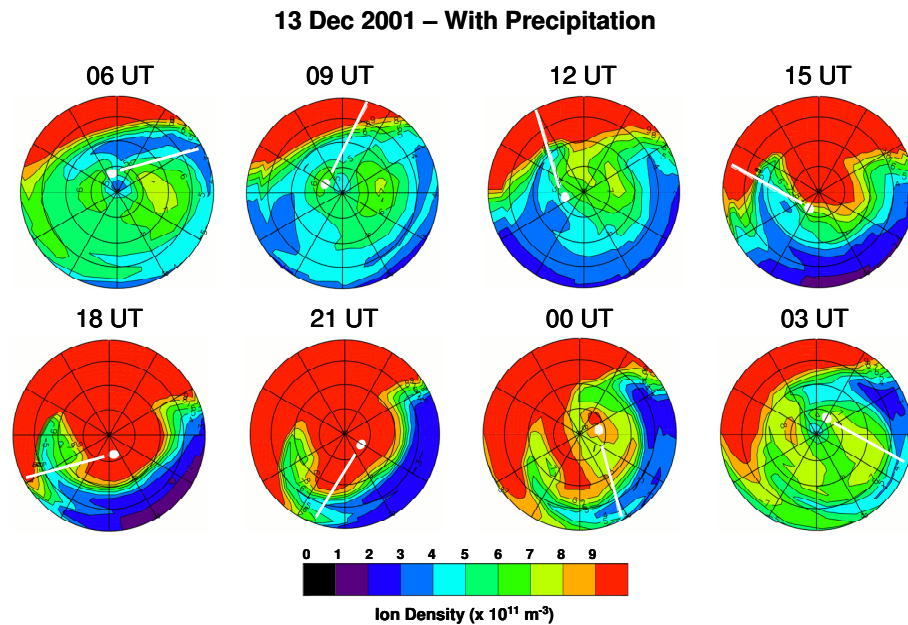 13 Dec 2001 – With Precipitation
06 UT 09 UT 12 UT 15 UT
18 UT 21 UT 00 UT 03 UT
0 1 2 3 4 5 6 7 8 9
Ion Density (x 10¹¹ m⁻³)